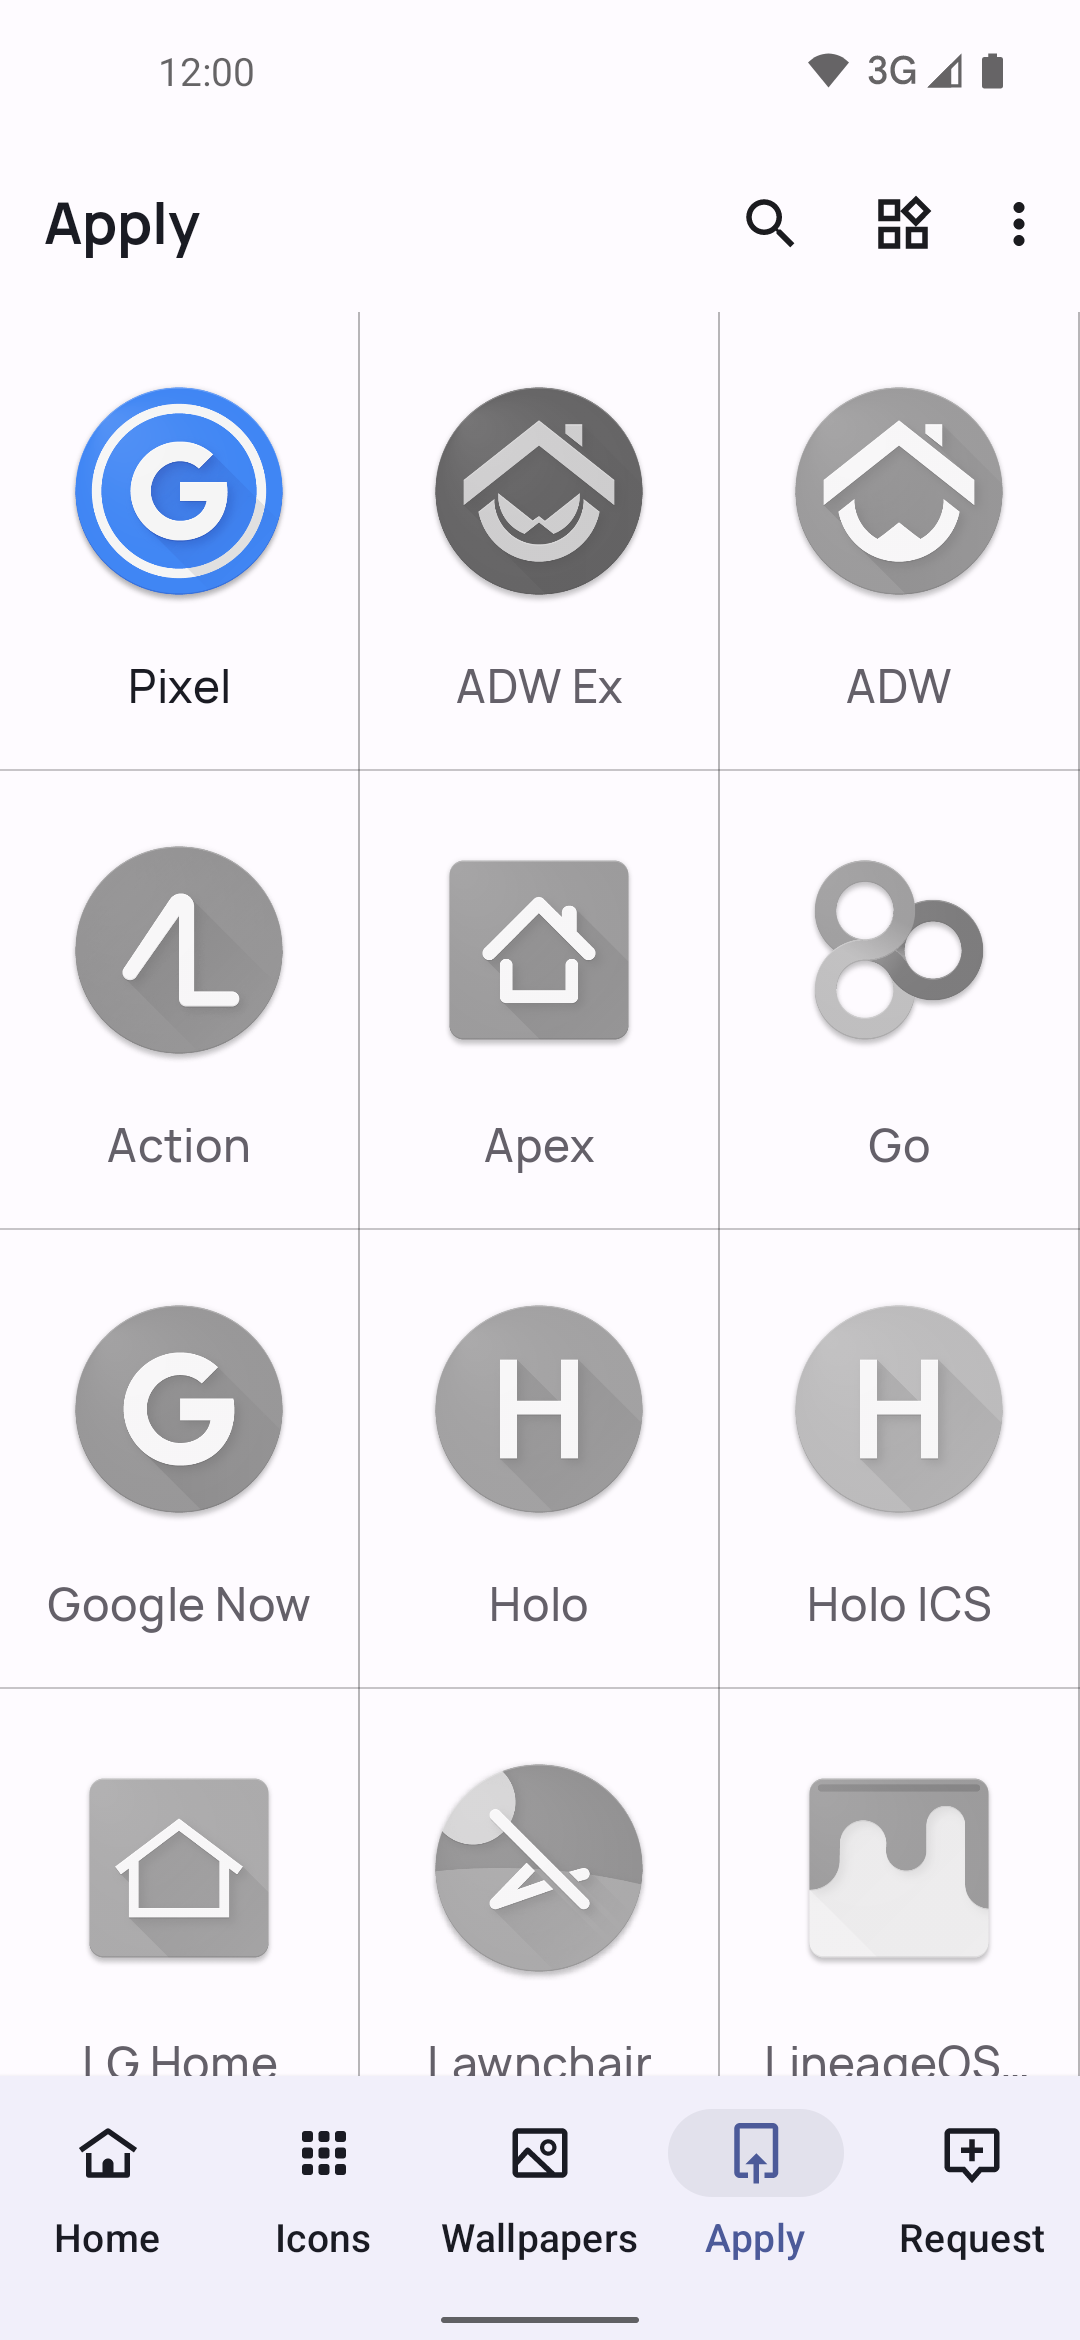 12:00 3G
Apply
Pixel ADW Ex ADW
Action Apex Go
Google Now Holo Holo ICS
LG Home Lawnchair LineageOS...
Home Icons Wallpapers Apply Request